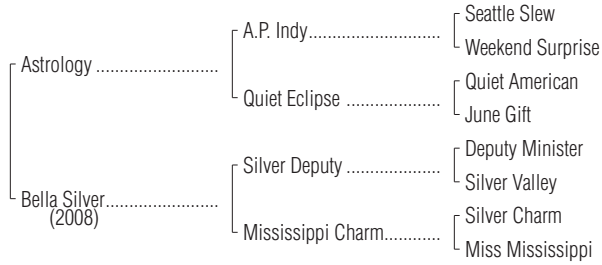 Seattle Slew
A.P. Indy............................
Weekend Surprise
Astrology ..........................
Quiet American
Quiet Eclipse ....................
June Gift
Deputy Minister
Silver Deputy ....................
Silver Valley
Bella Silver........................
(2008)
Silver Charm
Mississippi Charm............
Miss Mississippi